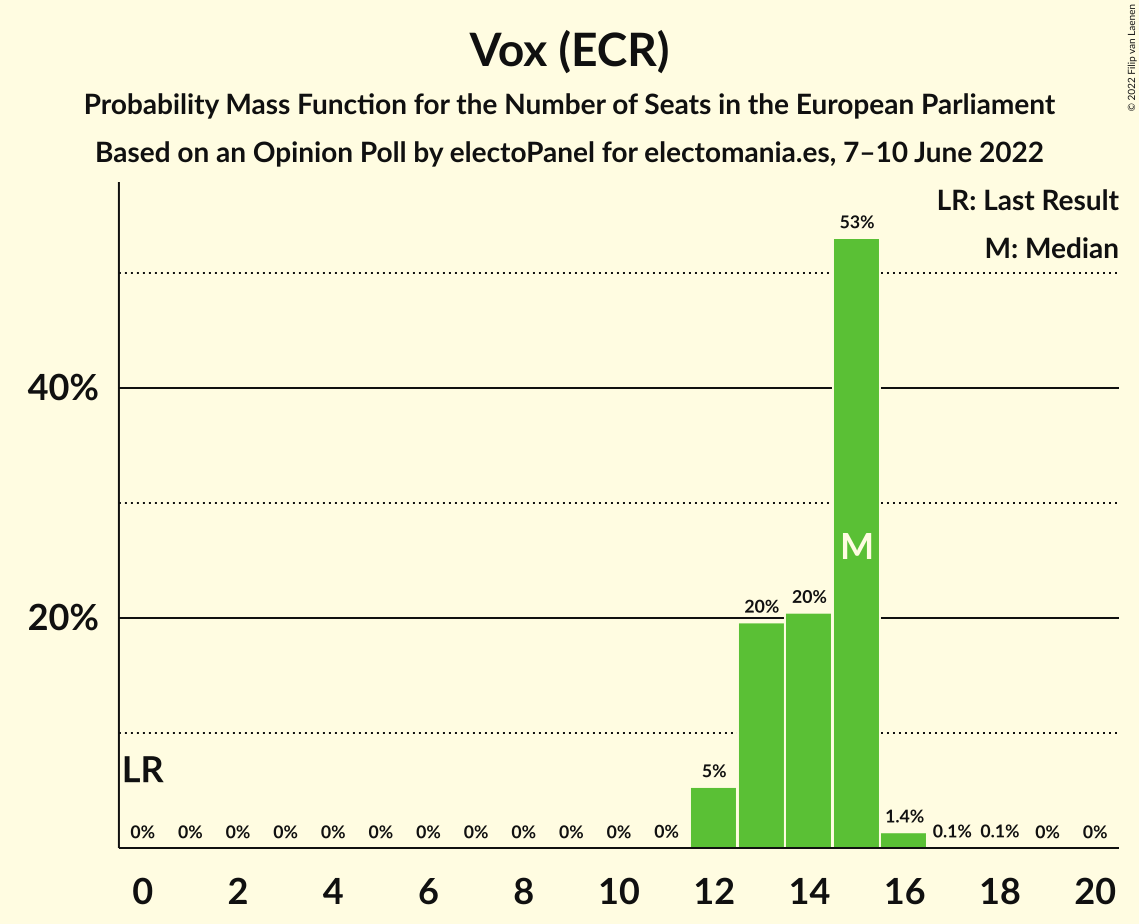 Vox (ECR)
Probability Mass Function for the Number of Seats in the European Parliament
Based on an Opinion Poll by electoPanel for electomania.es, 7–10 June 2022
© 2022 Filip van Laenen
LR: Last Result
M: Median
53%
40%
M
20% 20%
20%
LR
5%
0% 0% 0% 0% 0% 0% 0% 0% 0% 0% 0% 0% 1.4% 0.1% 0.1% 0% 0%
0 2 4 6 8 10 12 14 16 18 20